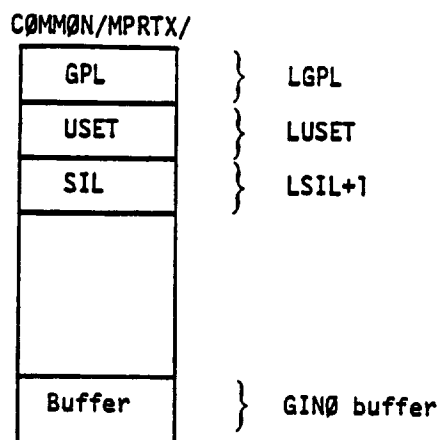 CØMMØN/MPRTX/
GPL } LGPL
USET } LUSET
SIL } LSIL+1
Buffer } GINØ buffer